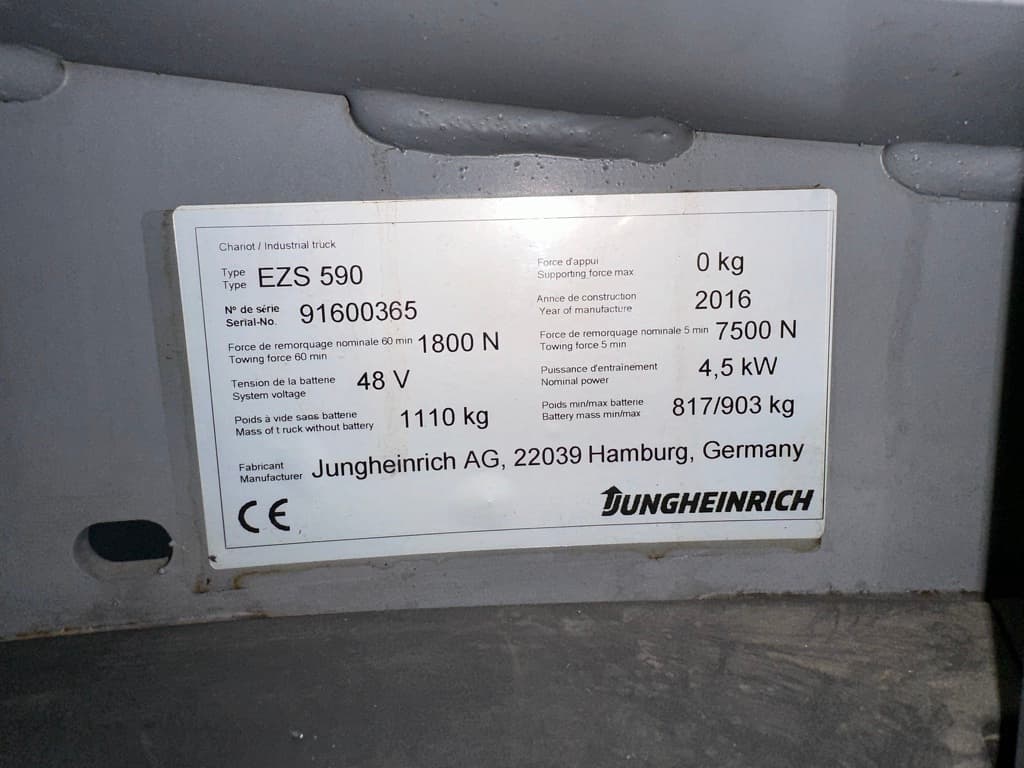 Chariot / Industrial truck
Type
Type EZS 590
Force d'appui
Supporting force max 0 kg
N° de série
Serial-No. 91600365
Année de construction
Year of manufacture 2016
Force de remorquage nominale 60 min
Towing force 60 min 1800 N
Force de remorquage nominale 5 min
Towing force 5 min 7500 N
Tension de la batterie
System voltage 48 V
Puissance d'entrainement
Nominal power 4,5 kW
Poids à vide sans batterie
Mass of t ruck without battery 1110 kg
Poids min/max batterie
Battery mass min/max 817/903 kg
Fabricant
Manufacturer Jungheinrich AG, 22039 Hamburg, Germany
CE
JUNGHEINRICH